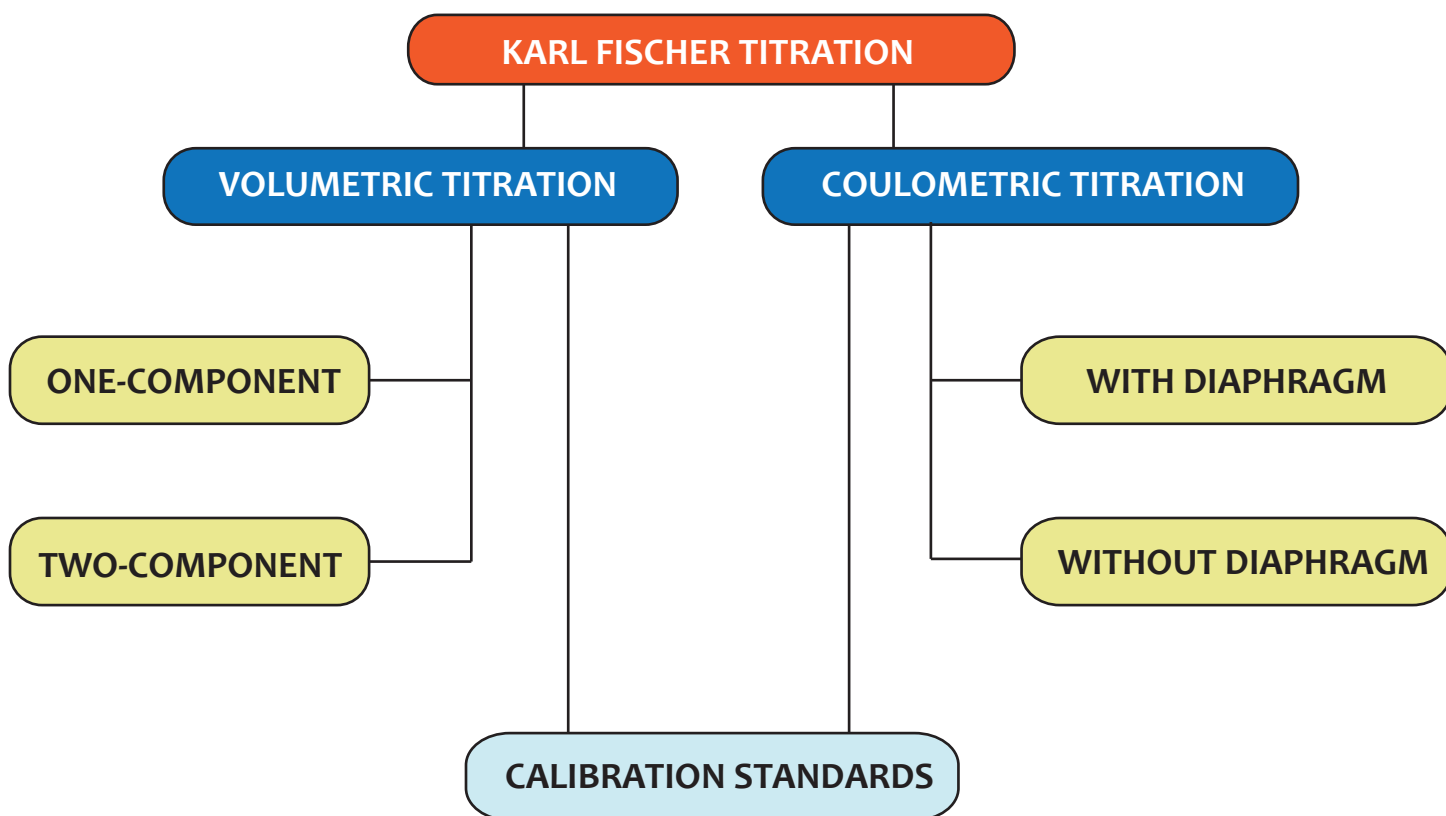 KARL FISCHER TITRATION
VOLUMETRIC TITRATION
COULOMETRIC TITRATION
ONE-COMPONENT
WITH DIAPHRAGM
TWO-COMPONENT
WITHOUT DIAPHRAGM
CALIBRATION STANDARDS